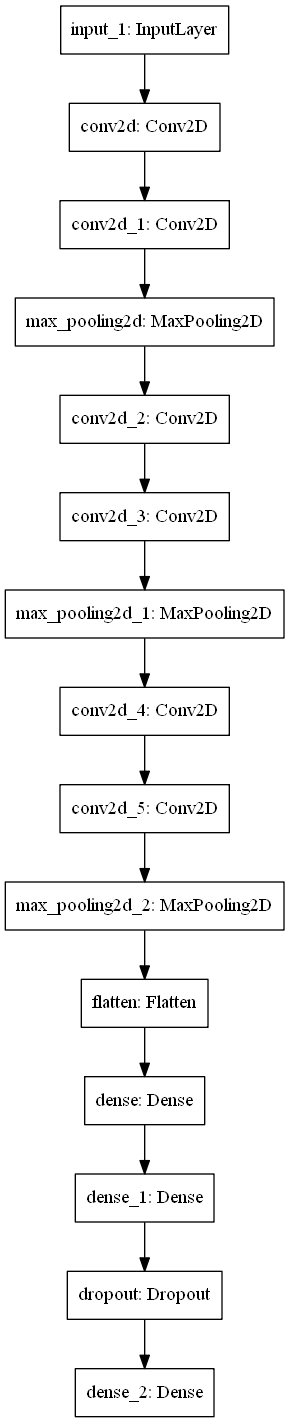 input_1: InputLayer
conv2d: Conv2D
conv2d_1: Conv2D
max_pooling2d: MaxPooling2D
conv2d_2: Conv2D
conv2d_3: Conv2D
max_pooling2d_1: MaxPooling2D
conv2d_4: Conv2D
conv2d_5: Conv2D
max_pooling2d_2: MaxPooling2D
flatten: Flatten
dense: Dense
dense_1: Dense
dropout: Dropout
dense_2: Dense